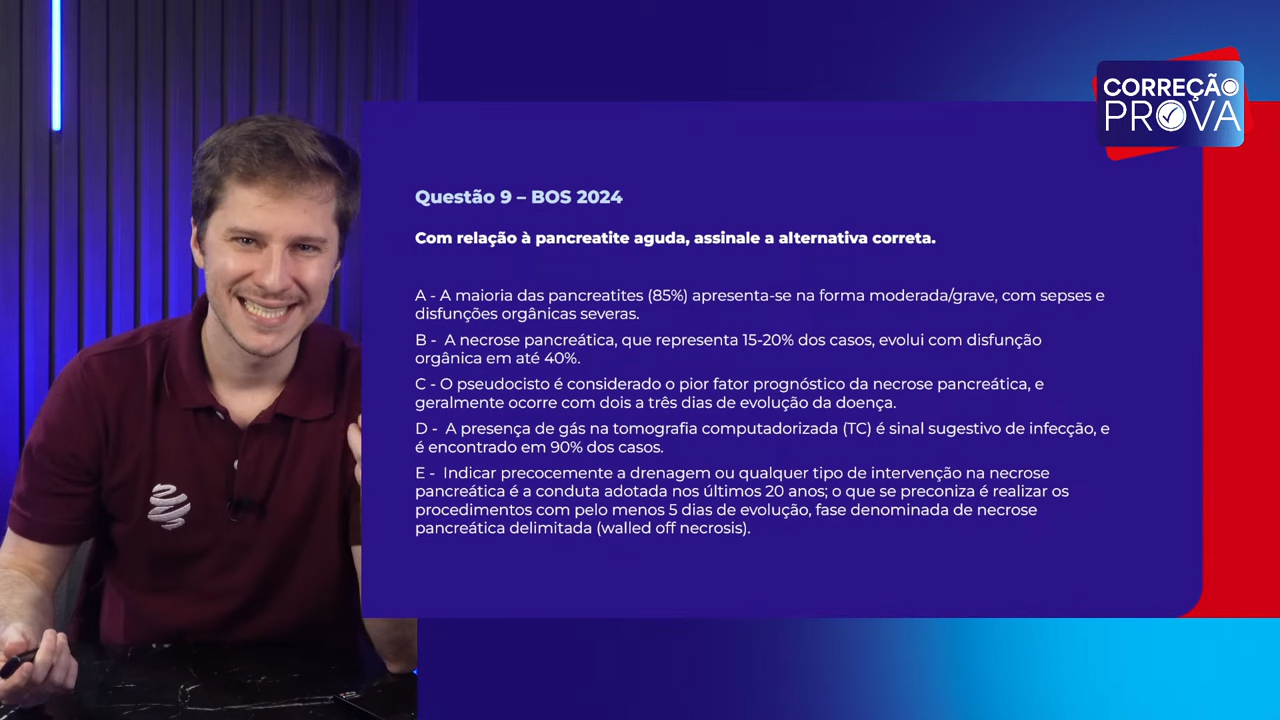 CORREÇÃO
PROVA
Questão 9 – BOS 2024
Com relação à pancreatite aguda, assinale a alternativa correta.
A - A maioria das pancreatites (85%) apresenta-se na forma moderada/grave, com sepses e
disfunções orgânicas severas.
B -  A necrose pancreática, que representa 15-20% dos casos, evolui com disfunção
orgânica em até 40%.
C - O pseudocisto é considerado o pior fator prognóstico da necrose pancreática, e
geralmente ocorre com dois a três dias de evolução da doença.
D -  A presença de gás na tomografia computadorizada (TC) é sinal sugestivo de infecção, e
é encontrado em 90% dos casos.
E -  Indicar precocemente a drenagem ou qualquer tipo de intervenção na necrose
pancreática é a conduta adotada nos últimos 20 anos; o que se preconiza é realizar os
procedimentos com pelo menos 5 dias de evolução, fase denominada de necrose
pancreática delimitada (walled off necrosis).